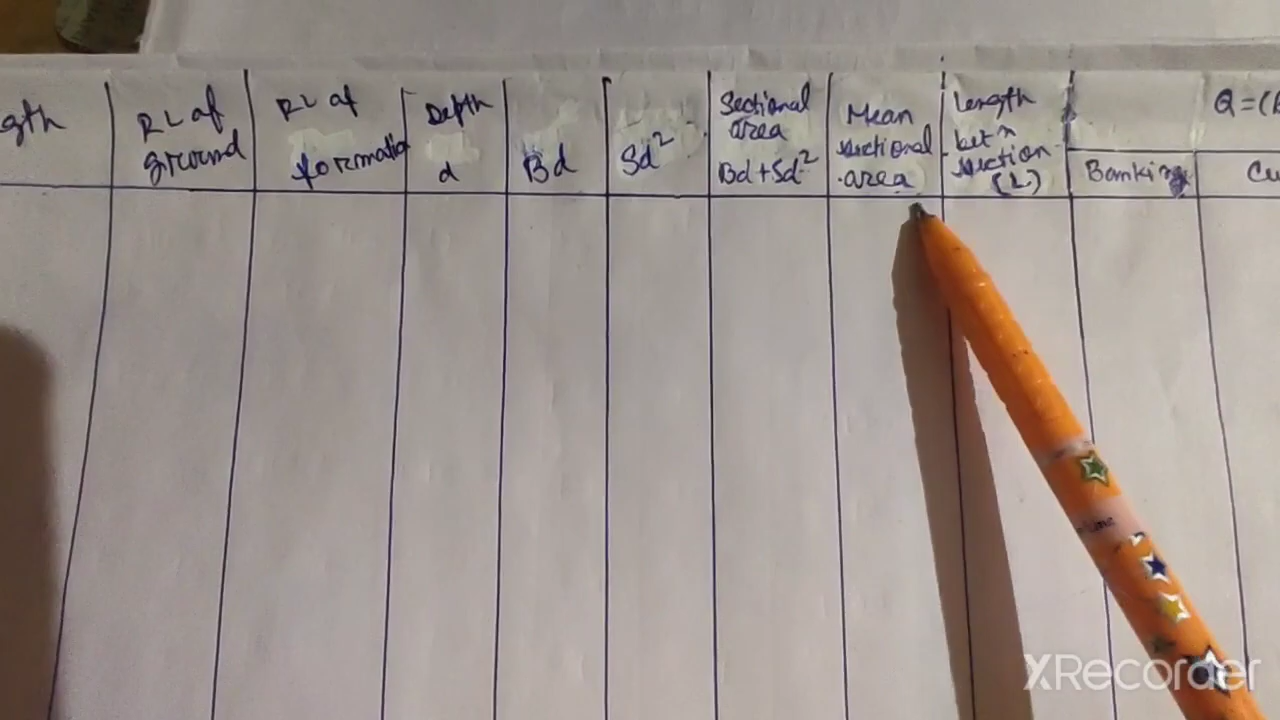 gth
RL of
ground
RL of
formation
Depth
d
Bd
Sd²
Sectional
area
Bd+Sd²
Mean
sectional
area
Length
betn
section
(L)
Q=(
Banking
Cu
XRecorder